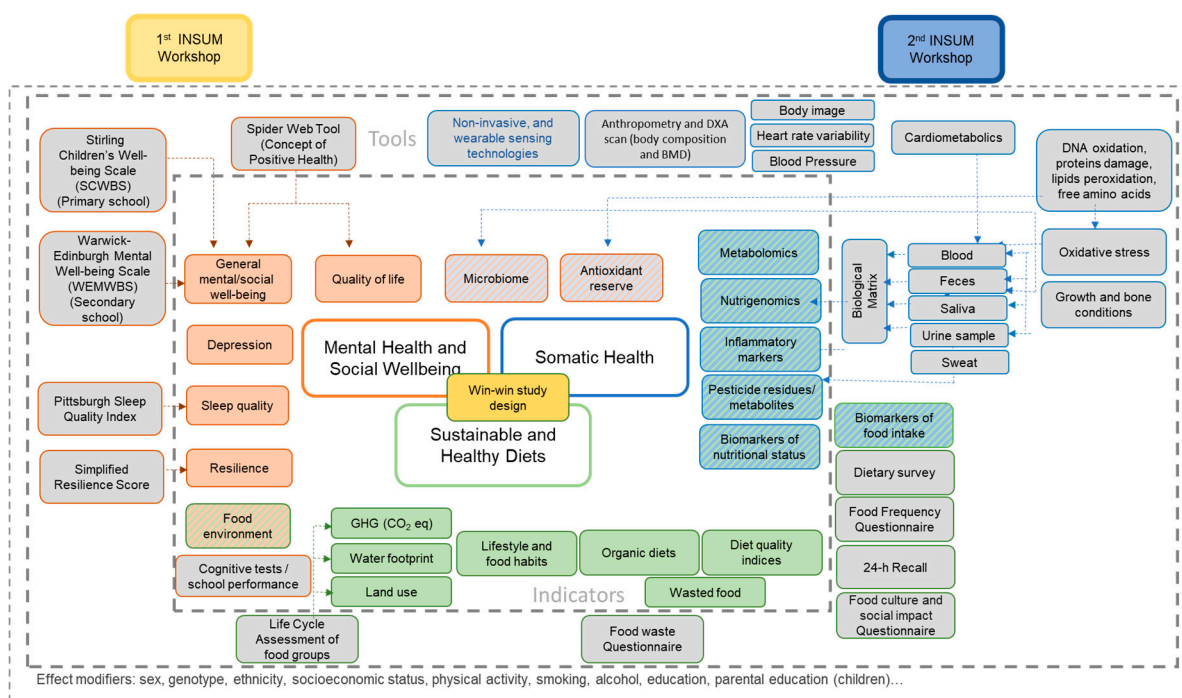 1st INSUM
Workshop
2nd INSUM
Workshop
Stirling
Children's Well-
being Scale
(SCWBS)
(Primary school)
Spider Web Tool
(Concept of
Positive Health)
Tools
Non-invasive, and
wearable sensing
technologies
Anthropometry and DXA
scan (body composition
and BMD)
Body image
Heart rate variability
Blood Pressure
Cardiometabolics
DNA oxidation,
proteins damage,
lipids peroxidation,
free amino acids
Warwick-
Edinburgh Mental
Well-being Scale
(WEMWBS)
(Secondary
school)
General
mental/social
well-being
Quality of life
Microbiome
Antioxidant
reserve
Metabolomics
Nutrigenomics
Inflammatory
markers
Pesticide residues/
metabolites
Biomarkers of
nutritional status
Biological
Matrix
Blood
Feces
Saliva
Urine sample
Sweat
Oxidative stress
Growth and bone
conditions
Depression
Mental Health and
Social Wellbeing
Somatic Health
Win-win study
design
Sustainable and
Healthy Diets
Pittsburgh Sleep
Quality Index
Sleep quality
Simplified
Resilience Score
Resilience
Biomarkers of
food intake
Dietary survey
Food Frequency
Questionnaire
24-h Recall
Food culture and
social impact
Questionnaire
Food
environment
Cognitive tests /
school performance
GHG (CO2 eq)
Water footprint
Land use
Lifestyle and
food habits
Organic diets
Diet quality
indices
Wasted food
Indicators
Life Cycle
Assessment of
food groups
Food waste
Questionnaire
Effect modifiers: sex, genotype, ethnicity, socioeconomic status, physical activity, smoking, alcohol, education, parental education (children)…